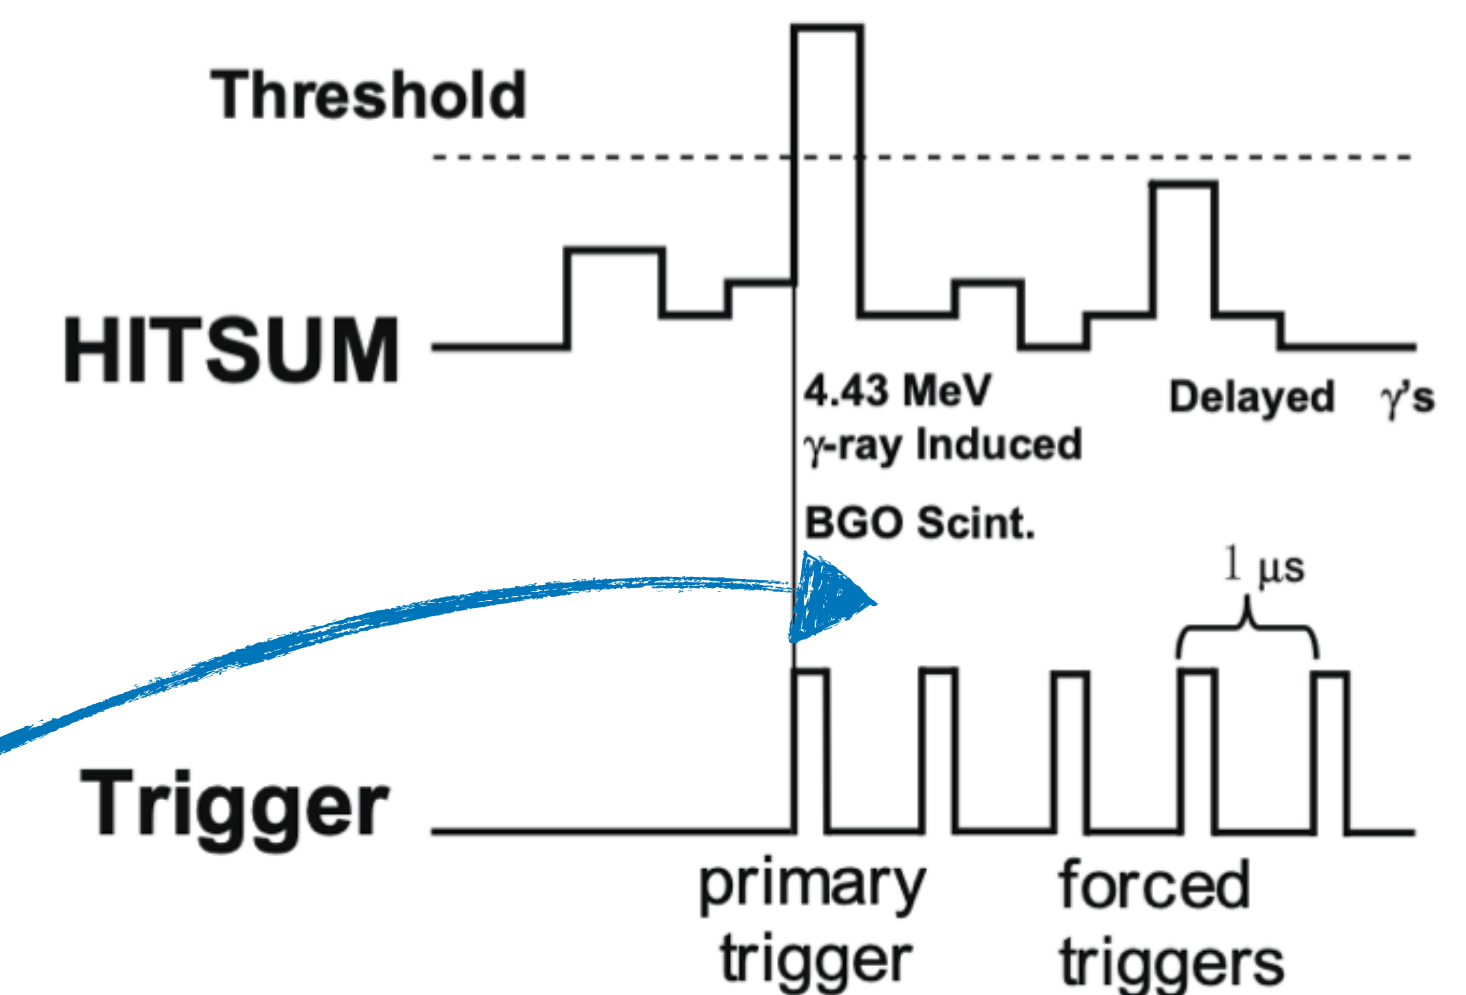 Threshold
HITSUM
4.43 MeV
γ-ray Induced
BGO Scint.
Delayed γ's
1 μs
Trigger
primary
trigger
forced
triggers